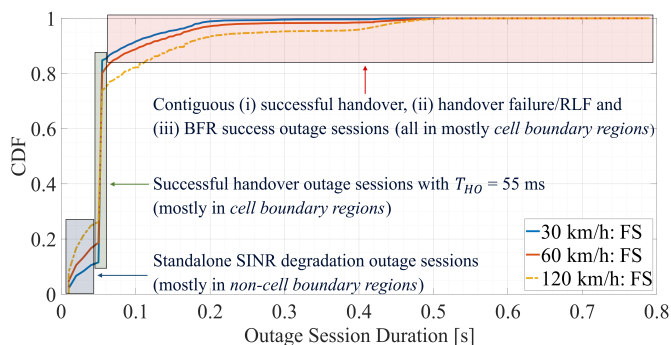 1
0.8
0.6
0.4
0.2
0
CDF
Contiguous (i) successful handover, (ii) handover failure/RLF and
(iii) BFR success outage sessions (all in mostly cell boundary regions)
Successful handover outage sessions with T_HO = 55 ms
(mostly in cell boundary regions)
Standalone SINR degradation outage sessions
(mostly in non-cell boundary regions)
30 km/h: FS
60 km/h: FS
120 km/h: FS
0 0.1 0.2 0.3 0.4 0.5 0.6 0.7 0.8
Outage Session Duration [s]